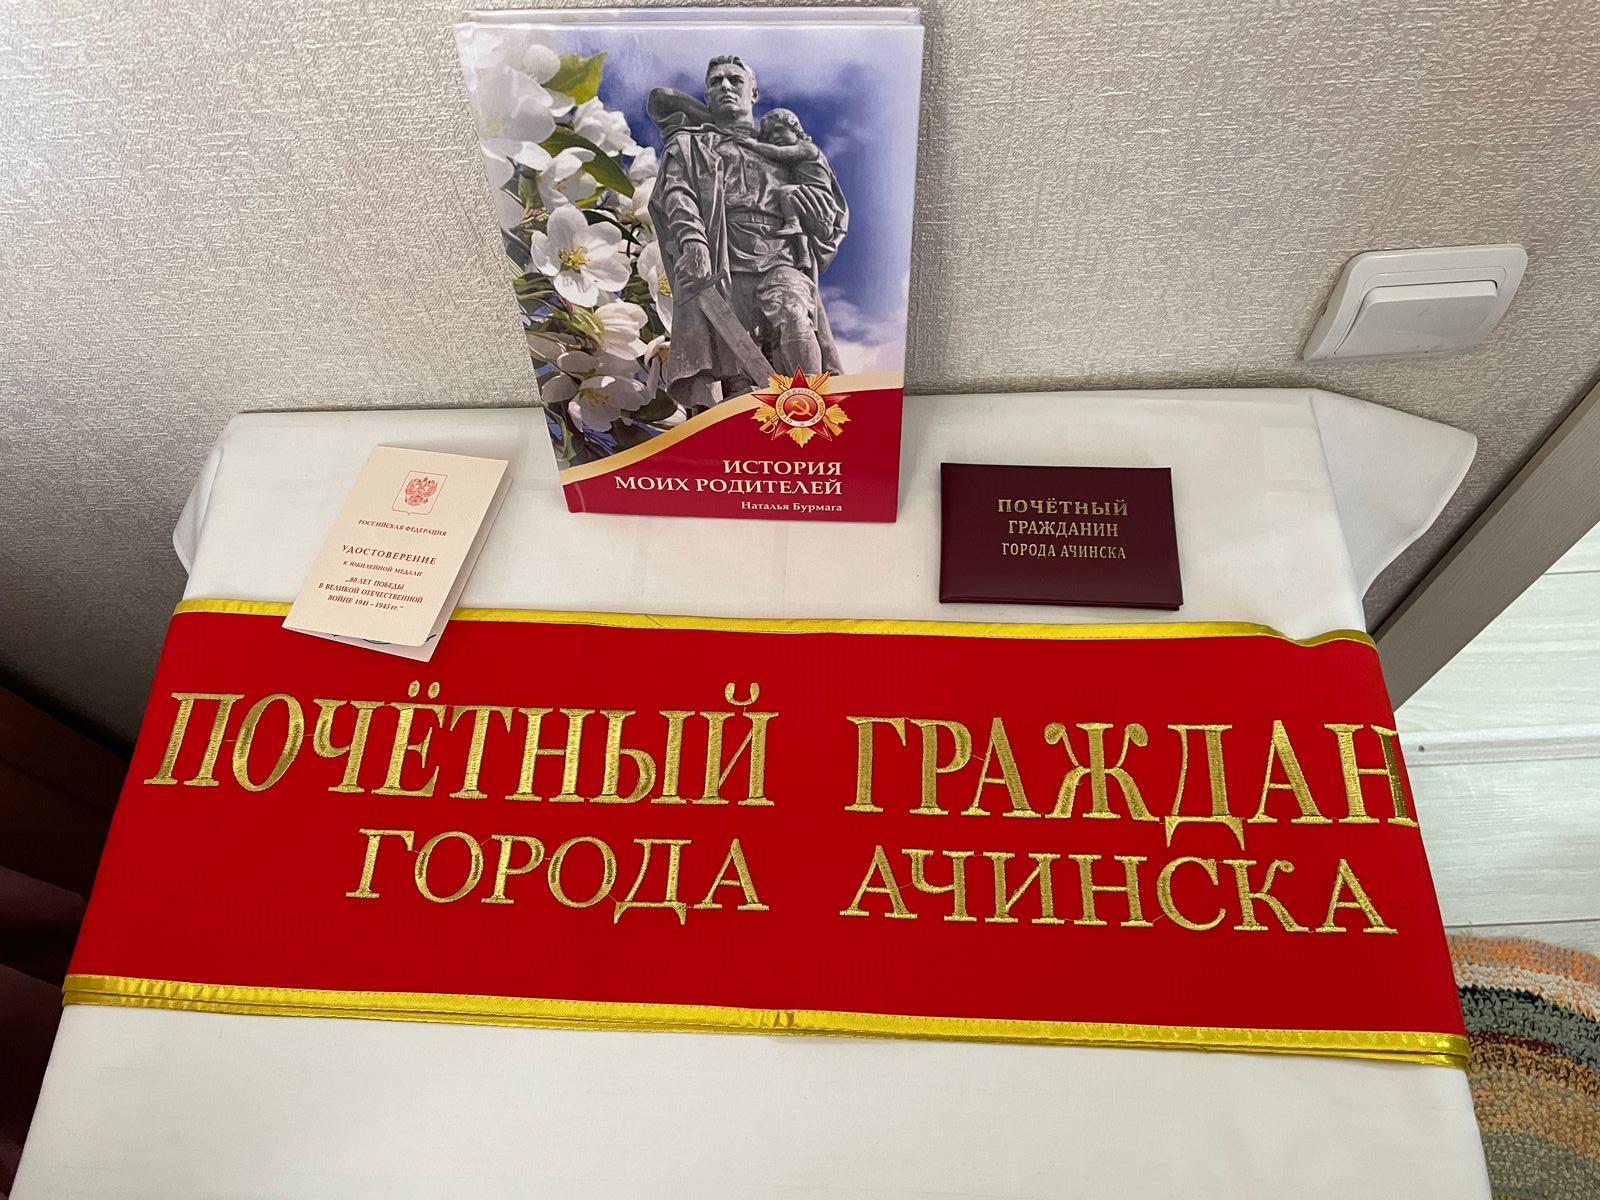 ИСТОРИЯ
МОИХ РОДИТЕЛЕЙ
Наталья Бурмага
РОССИЙСКАЯ ФЕДЕРАЦИЯ
УДОСТОВЕРЕНИЕ
К ЮБИЛЕЙНОЙ МЕДАЛИ
„80 ЛЕТ ПОБЕДЫ
В ВЕЛИКОЙ ОТЕЧЕСТВЕННОЙ
ВОЙНЕ 1941–1945 гг.“
ПОЧЁТНЫЙ
ГРАЖДАНИН
ГОРОДА АЧИНСКА
ПОЧЁТНЫЙ ГРАЖДАН
ГОРОДА АЧИНСКА